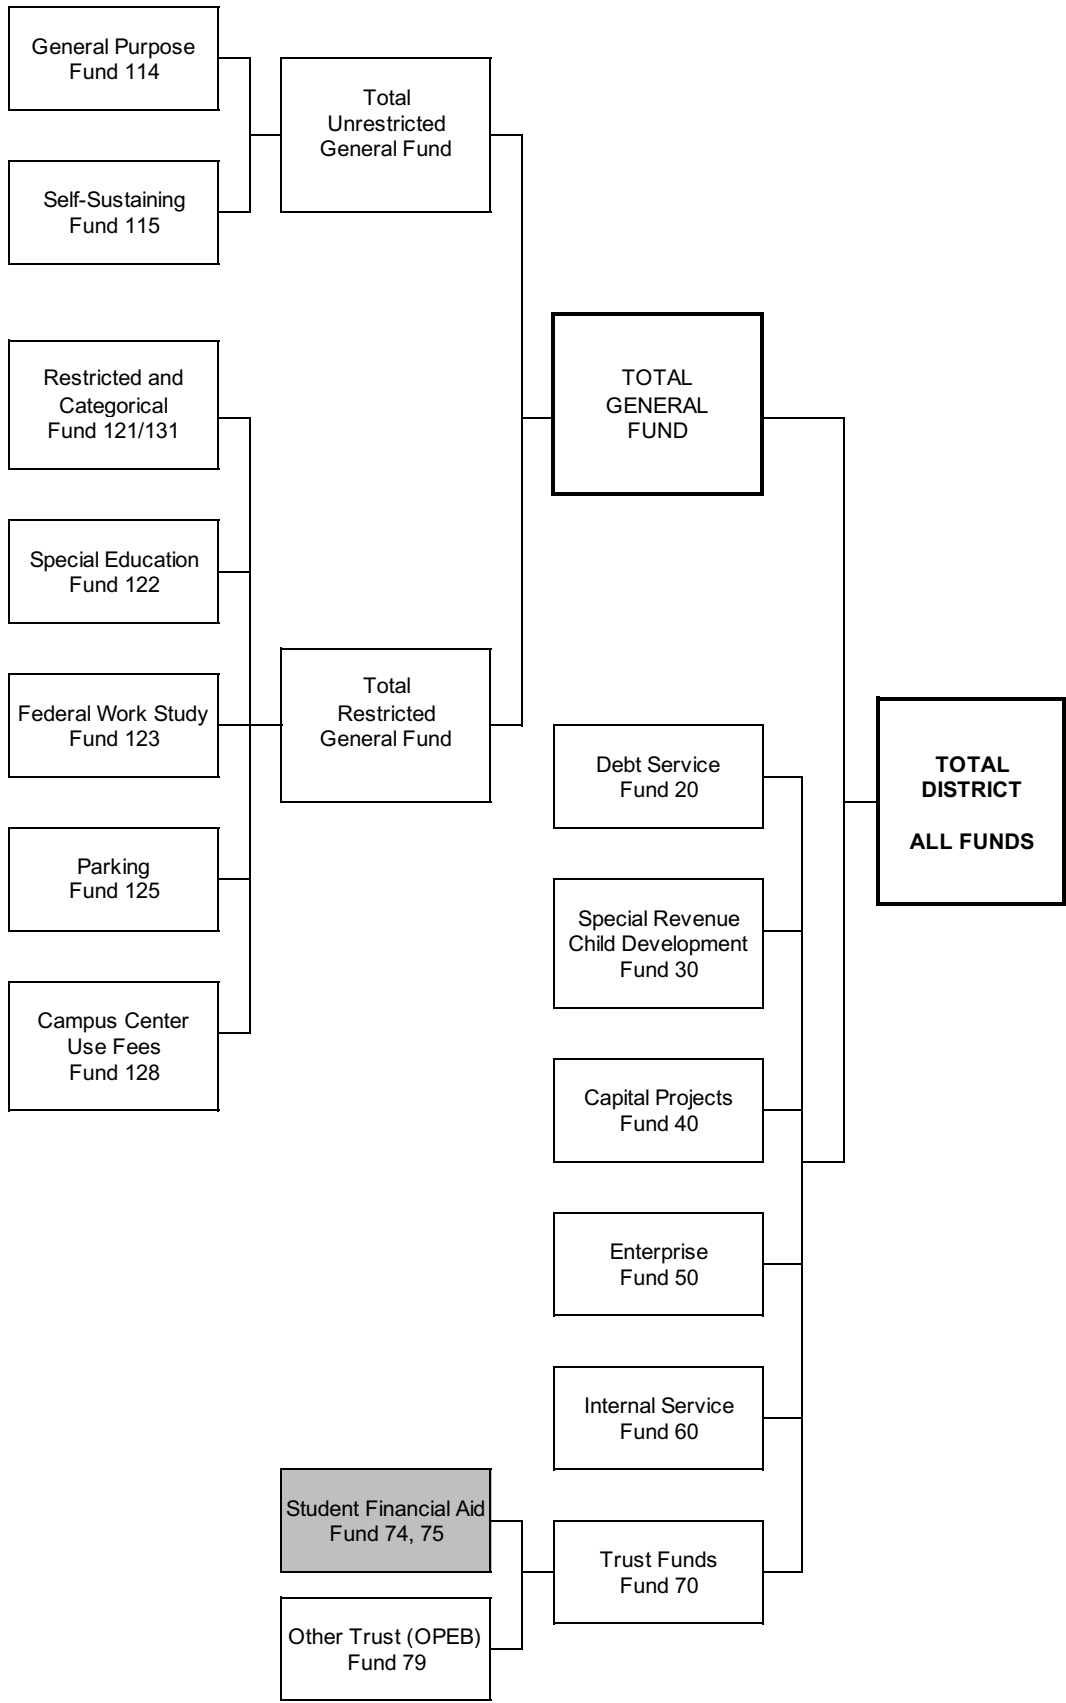 General Purpose
Fund 114
Total
Unrestricted
General Fund
Self-Sustaining
Fund 115
Restricted and
Categorical
Fund 121/131
TOTAL
GENERAL
FUND
Special Education
Fund 122
Federal Work Study
Fund 123
Total
Restricted
General Fund
Debt Service
Fund 20
TOTAL
DISTRICT
ALL FUNDS
Parking
Fund 125
Special Revenue
Child Development
Fund 30
Campus Center
Use Fees
Fund 128
Capital Projects
Fund 40
Enterprise
Fund 50
Internal Service
Fund 60
Student Financial Aid
Fund 74, 75
Trust Funds
Fund 70
Other Trust (OPEB)
Fund 79